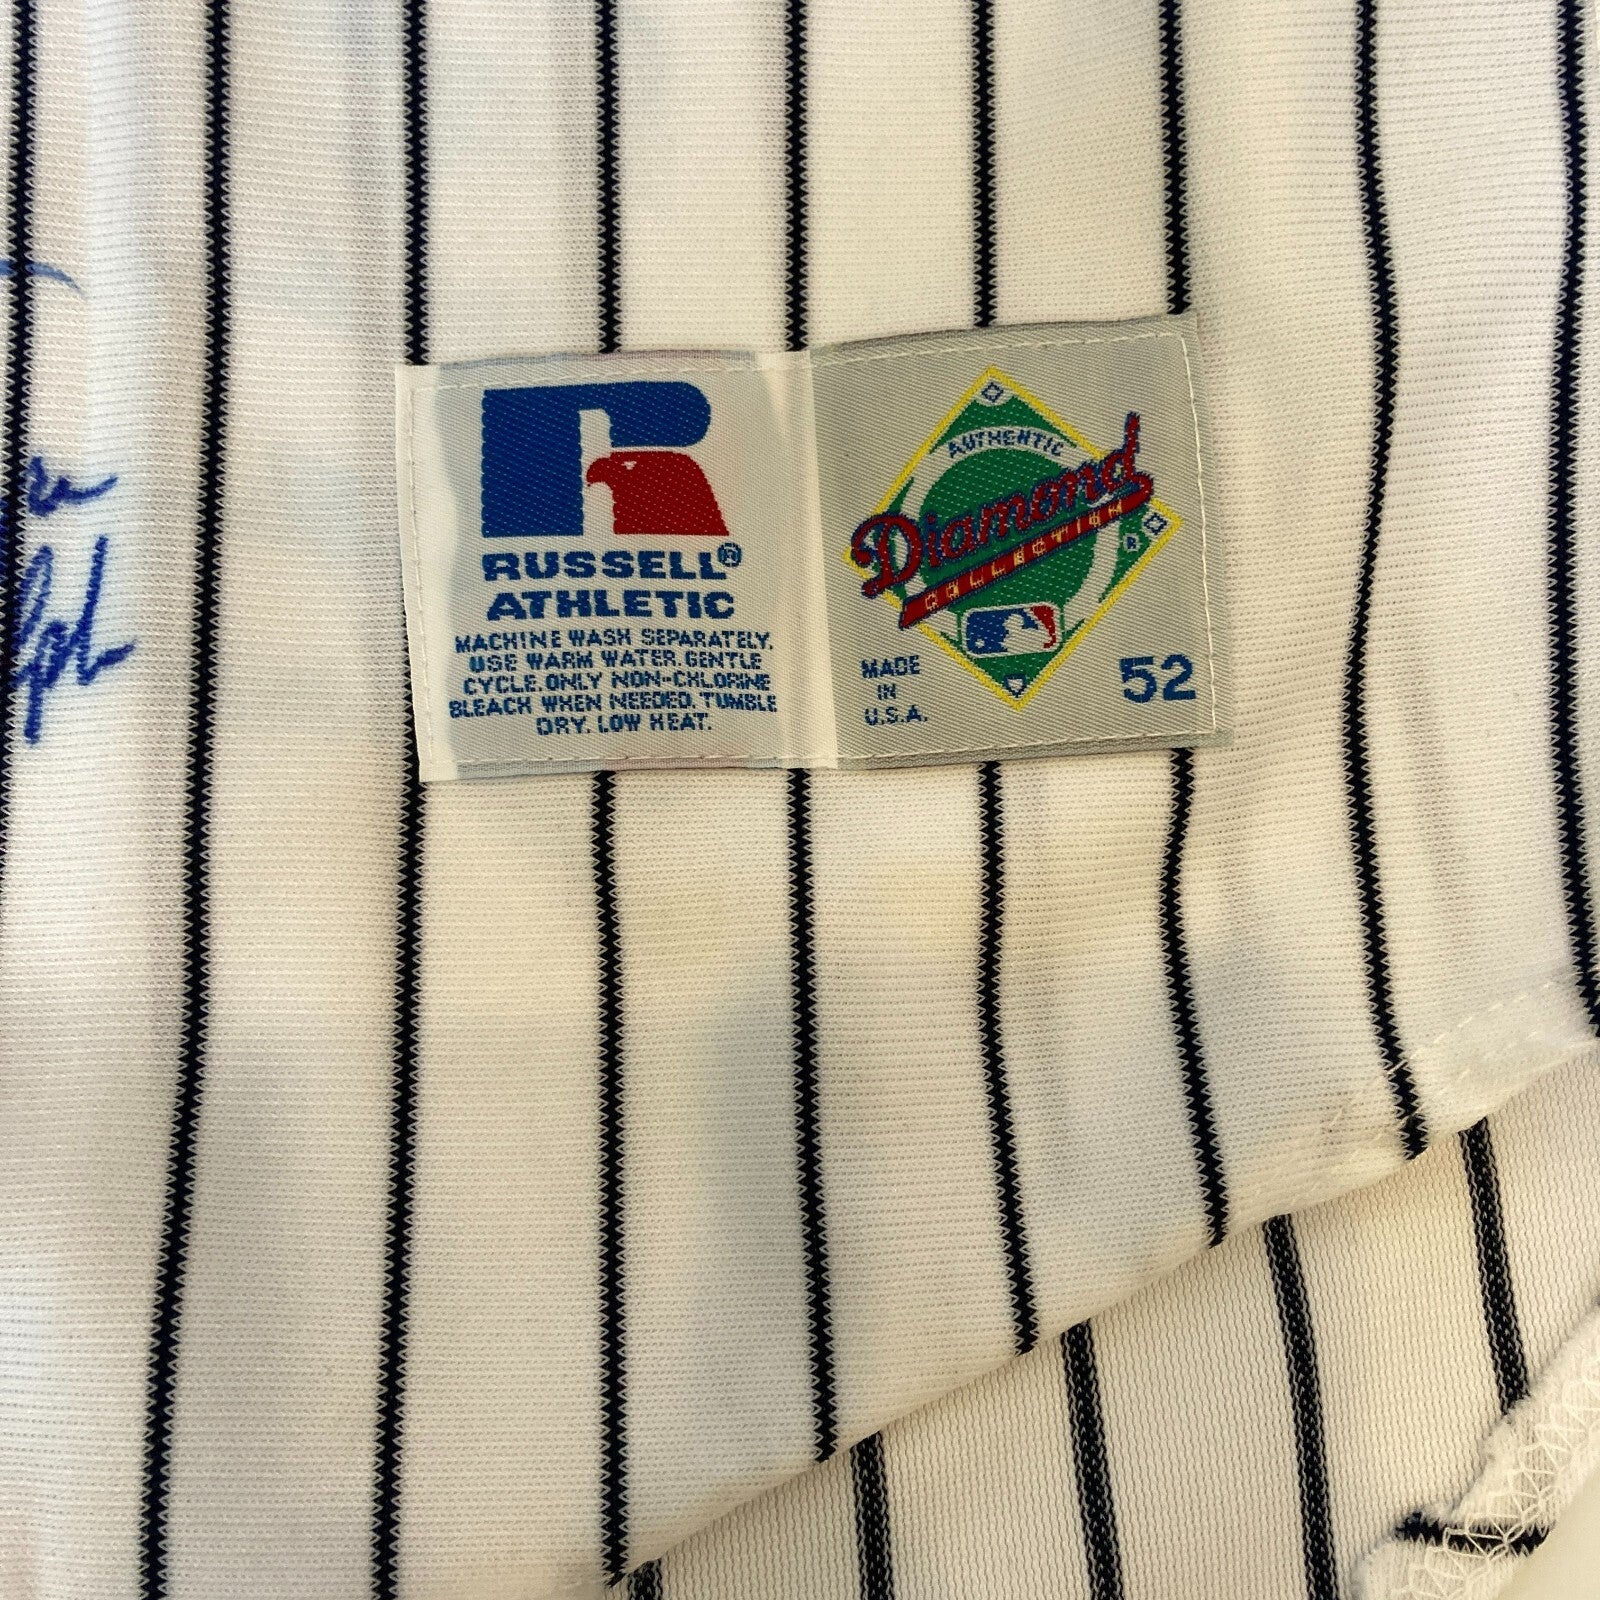 RUSSELL®
ATHLETIC
MACHINE WASH SEPARATELY.
USE WARM WATER. GENTLE
CYCLE. ONLY NON-CHLORINE
BLEACH WHEN NEEDED. TUMBLE
DRY. LOW HEAT.
AUTHENTIC
Diamond
COLLECTION
®
MADE
IN
U.S.A.
52